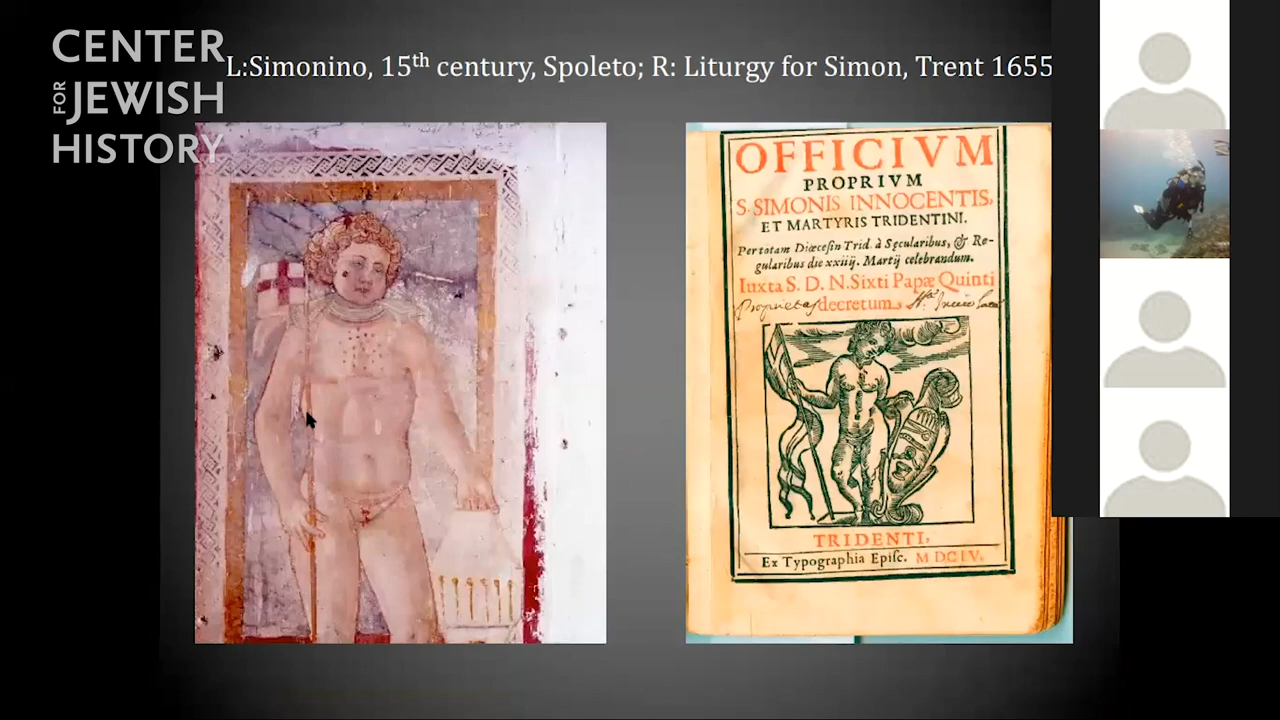 CENTER
FOR JEWISH
HISTORY
L:Simonino, 15th century, Spoleto; R: Liturgy for Simon, Trent 1655
OFFICIVM
PROPRIVM
S. SIMONIS INNOCENTIS,
ET MARTYRIS TRIDENTINI.
Per totam Diœcesin Trid. à Sęcularibus, & Re-
gularibus die xxiiij. Martij celebrandum.
Iuxta S. D. N. Sixti Papæ Quinti
decretum.
TRIDENTI,
Ex Typographia Episc. M DC LV.